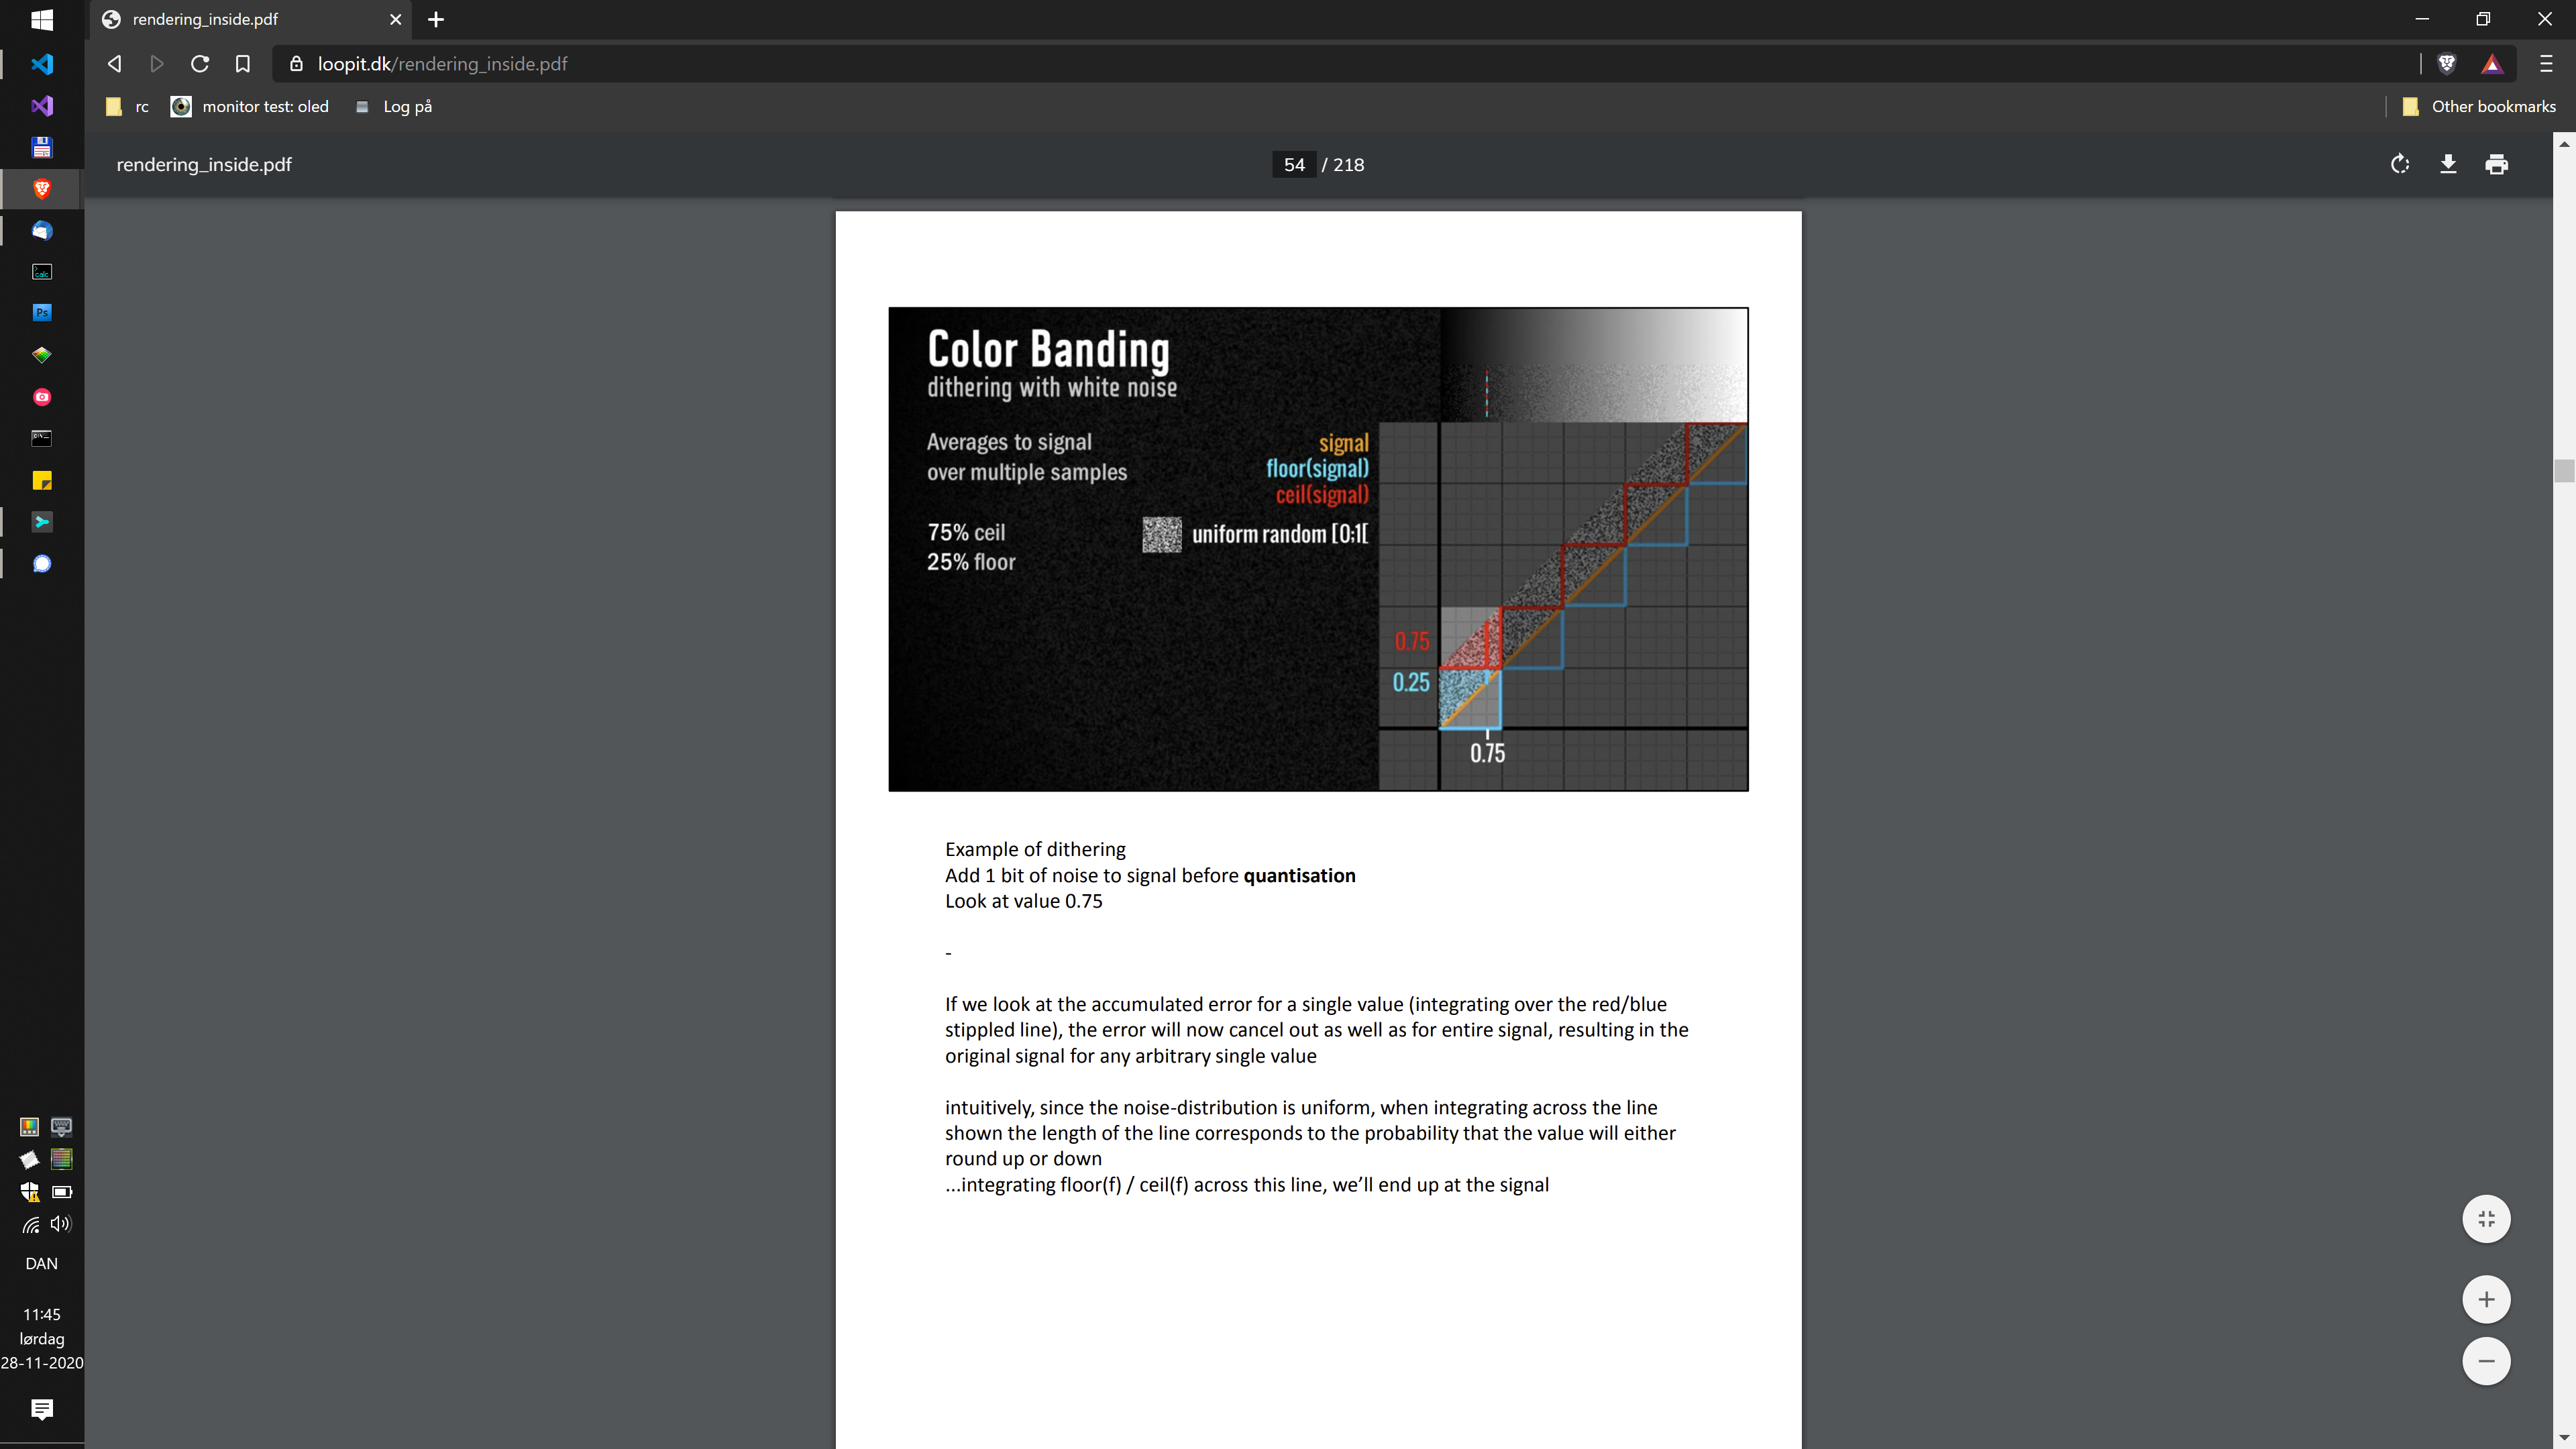 rendering_inside.pdf
loopit.dk/rendering_inside.pdf
rc
monitor test: oled
Log på
Other bookmarks
rendering_inside.pdf
54 / 218
calc
Ps
Color Banding
dithering with white noise
Averages to signal
over multiple samples
75% ceil
25% floor
signal
floor(signal)
ceil(signal)
uniform random [0;1[
0.75
0.25
0.75
Example of dithering
Add 1 bit of noise to signal before quantisation
Look at value 0.75
-
If we look at the accumulated error for a single value (integrating over the red/blue
stippled line), the error will now cancel out as well as for entire signal, resulting in the
original signal for any arbitrary single value
intuitively, since the noise-distribution is uniform, when integrating across the line
shown the length of the line corresponds to the probability that the value will either
round up or down
...integrating floor(f) / ceil(f) across this line, we’ll end up at the signal
DAN
11:45
lørdag
28-11-2020